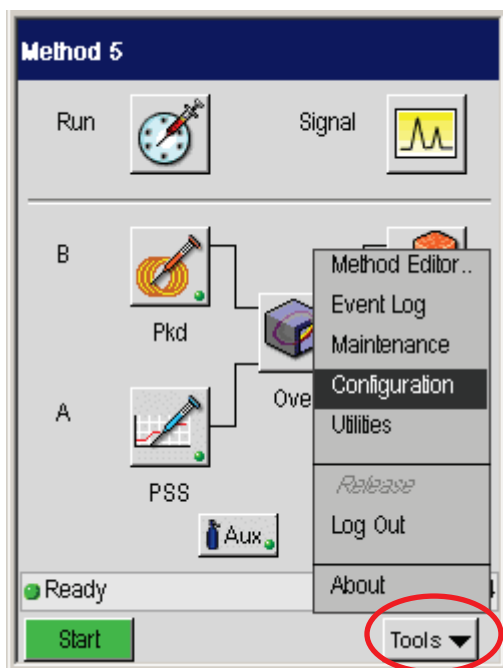 Method 5
Run
Signal
B
Method Editor..
Event Log
Pkd
Maintenance
Configuration
A
Utilities
PSS
Release
Log Out
Aux
About
Ready
Start
Tools